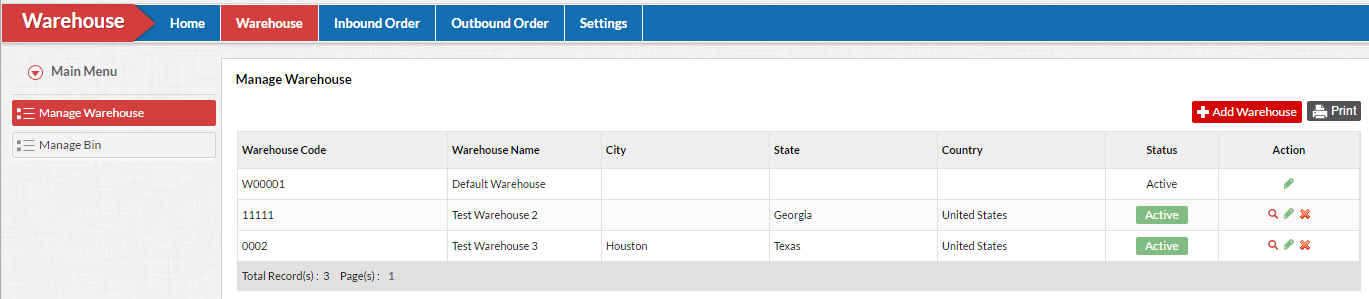 Warehouse Home Warehouse Inbound Order Outbound Order Settings
Main Menu
Manage Warehouse
Manage Bin
Manage Warehouse
Add Warehouse Print
Warehouse Code Warehouse Name City State Country Status Action
W00001 Default Warehouse Active
11111 Test Warehouse 2 Georgia United States Active
0002 Test Warehouse 3 Houston Texas United States Active
Total Record(s) : 3 Page(s) : 1